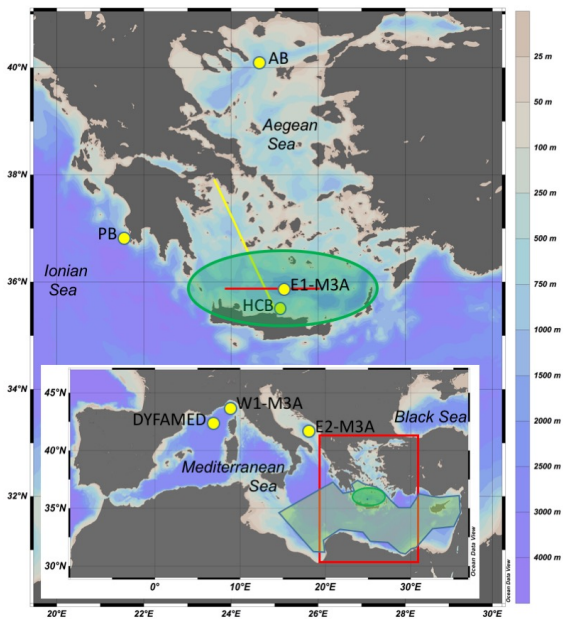 25 m
40°N
AB
50 m
Aegean
Sea
100 m
38°N
250 m
PB
500 m
Ionian
Sea
36°N
E1-M3A
750 m
HCB
1000 m
34°N
1500 m
45°N
W1-M3A
DYFAMED
E2-M3A
Black Sea
2000 m
40°N
Mediterranean
Sea
2500 m
32°N
35°N
3000 m
30°N
4000 m
0°E
10°E
20°E
30°E
Ocean Data View
Ocean Data View
20°E
22°E
24°E
26°E
28°E
30°E